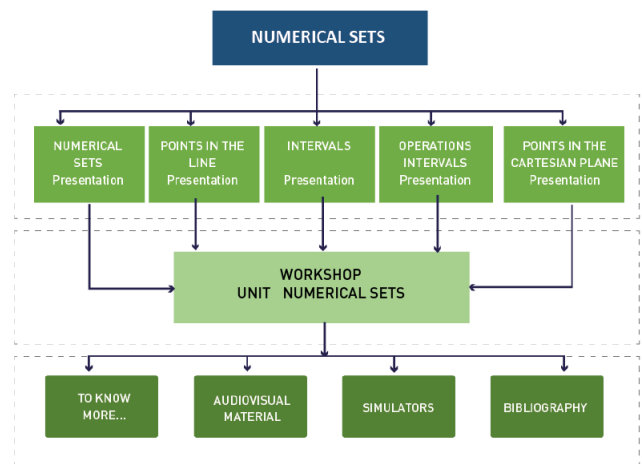 NUMERICAL SETS
NUMERICAL
SETS
Presentation
POINTS IN THE
LINE
Presentation
INTERVALS
Presentation
OPERATIONS
INTERVALS
Presentation
POINTS IN THE
CARTESIAN PLANE
Presentation
WORKSHOP
UNIT NUMERICAL SETS
TO KNOW
MORE...
AUDIOVISUAL
MATERIAL
SIMULATORS
BIBLIOGRAPHY